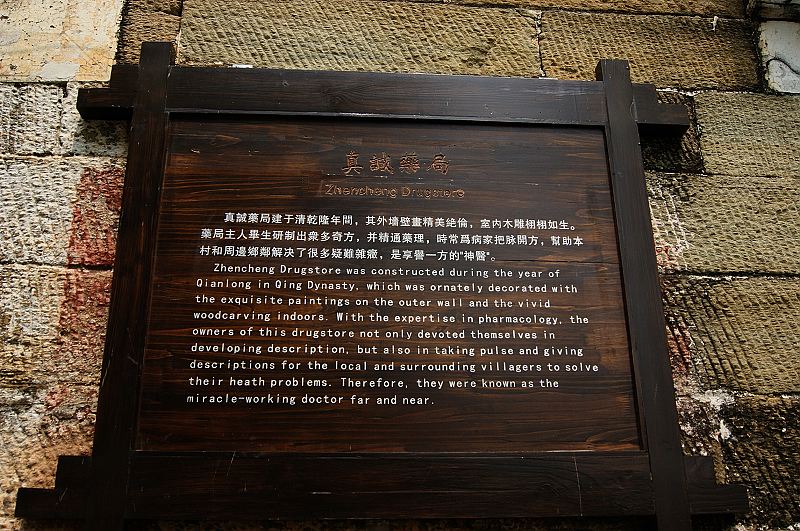 真誠藥局
Zhencheng Drugstore
真誠藥局建于清乾隆年間，其外墻壁畫精美絶倫，室内木雕栩栩如生。
藥局主人畢生研制出衆多奇方，并精通藥理，時常爲病家把脉開方，幫助本
村和周邊鄉鄰解决了很多疑難雜癥，是享譽一方的"神醫"。
Zhencheng Drugstore was constructed during the year of
Qianlong in Qing Dynasty, which was ornately decorated with
the exquisite paintings on the outer wall and the vivid
woodcarving indoors. With the expertise in pharmacology, the
owners of this drugstore not only devoted themselves in
developing description, but also in taking pulse and giving
descriptions for the local and surrounding villagers to solve
their heath problems. Therefore, they were known as the
miracle-working doctor far and near.